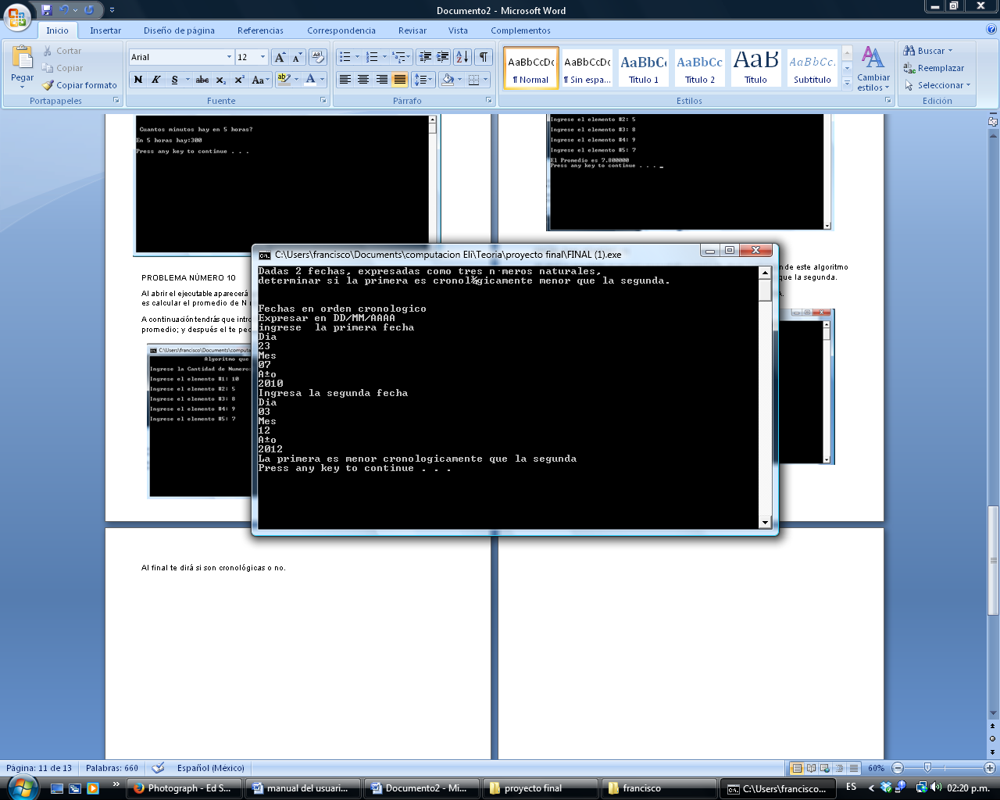 Documento2 - Microsoft Word
Inicio Insertar Diseño de página Referencias Correspondencia Revisar Vista Complementos
Pegar
Cortar
Copiar
Copiar formato
Portapapeles
Arial 12
N K S abc x₂ x² Aa
Fuente
Párrafo
AaBbCcDc AaBbCcDc AaBbCc AaBbCc AaB AaBbCc.
¶ Normal ¶ Sin espa... Título 1 Título 2 Título Subtítulo
Cambiar estilos
Estilos
Buscar
Reemplazar
Seleccionar
Edición
Cuantos minutos hay en 5 horas?
En 5 horas hay:300
Press any key to continue . . .
Ingrese el elemento #2: 5
Ingrese el elemento #3: 8
Ingrese el elemento #4: 9
Ingrese el elemento #5: 7
El Promedio es 7.800000
Press any key to continue . . .
PROBLEMA NÚMERO 10
Al abrir el ejecutable aparecerá
es calcular el promedio de N
A continuación tendrás que intro
promedio; y después el te pe
C:\Users\francisco\Documents\computa
Algoritmo que
Ingrese la Cantidad de Numero:
Ingrese el elemento #1: 10
Ingrese el elemento #2: 5
Ingrese el elemento #3: 8
Ingrese el elemento #4: 9
Ingrese el elemento #5: 7
n de este algoritmo
que la segunda.
C:\Users\francisco\Documents\computacion Eli\Teoria\proyecto final\FINAL (1).exe
Dadas 2 fechas, expresadas como tres n·meros naturales,
determinar si la primera es cronol¾gicamente menor que la segunda.
Fechas en orden cronologico
Expresar en DD/MM/AAAA
ingrese  la primera fecha
Dia
23
Mes
07
A±o
2010
Ingresa la segunda fecha
Dia
03
Mes
12
A±o
2012
La primera es menor cronologicamente que la segunda
Press any key to continue . . .
Al final te dirá si son cronológicas o no.
Página: 11 de 13 Palabras: 660 Español (México) 60%
Photograph - Ed S... manual del usuari... Documento2 - Mi... proyecto final francisco C:\Users\francisco... ES 02:20 p.m.